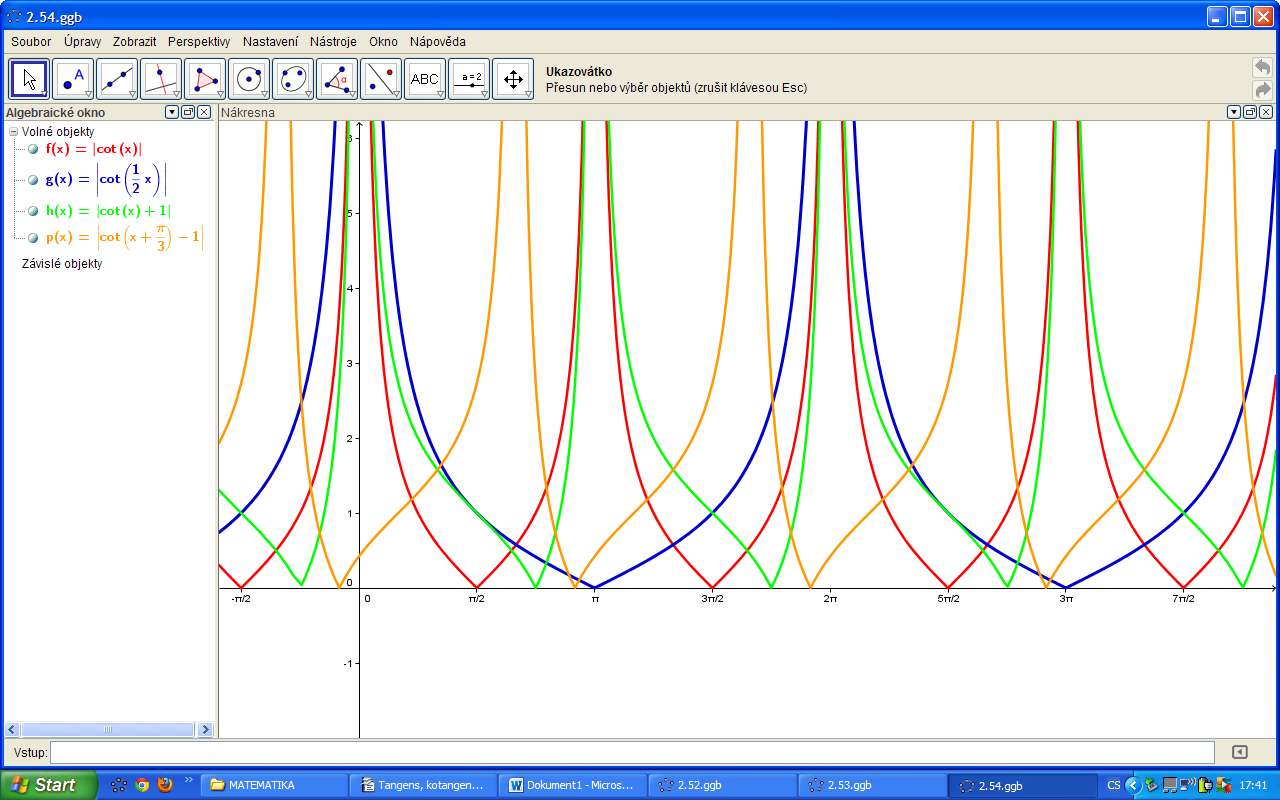 2.54.ggb
Soubor Úpravy Zobrazit Perspektivy Nastavení Nástroje Okno Nápověda
A ABC a = 2 α
Ukazovátko
Přesun nebo výběr objektů (zrušit klávesou Esc)
Algebraické okno
Nákresna
Volné objekty
f(x) = |cot(x)|
g(x) = |cot(1/2 x)|
h(x) = |cot(x) + 1|
p(x) = |cot(x + π/3) − 1|
Závislé objekty
6
5
4
3
2
1
0
-π/2 0 π/2 π 3π/2 2π 5π/2 3π 7π/2
-1
Vstup:
Start » MATEMATIKA Tangens, kotangen... Dokument1 - Micros... 2.52.ggb 2.53.ggb 2.54.ggb CS 17:41